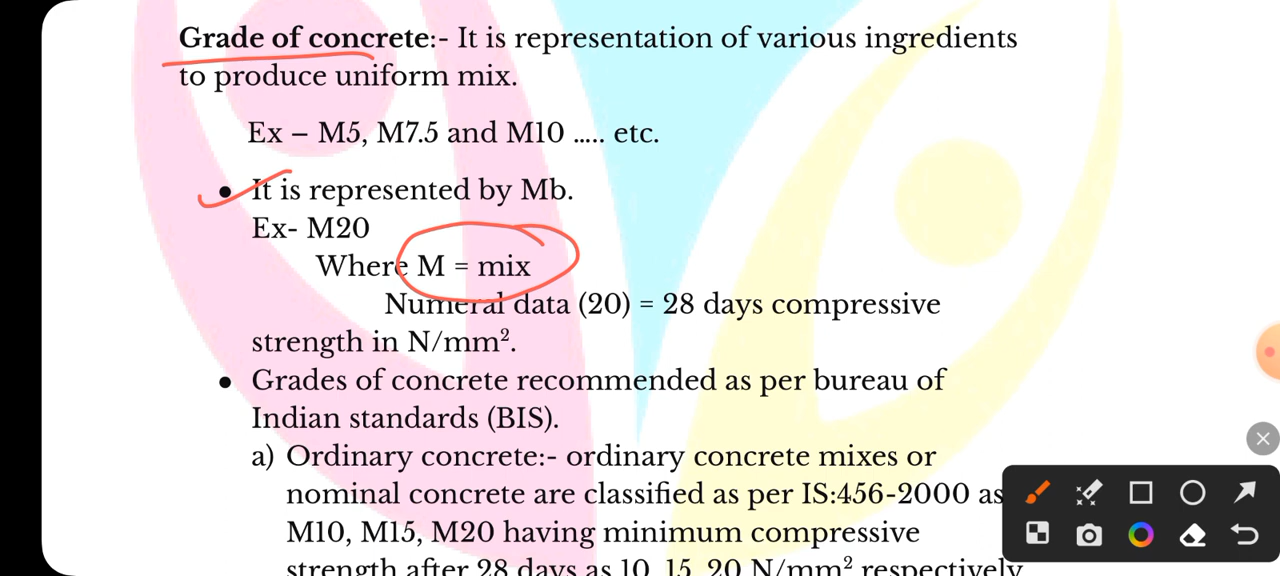 Grade of concrete:- It is representation of various ingredients
to produce uniform mix.
Ex – M5, M7.5 and M10 ..... etc.
● It is represented by Mb.
Ex- M20
Where M = mix
Numeral data (20) = 28 days compressive
strength in N/mm².
● Grades of concrete recommended as per bureau of
Indian standards (BIS).
a) Ordinary concrete:- ordinary concrete mixes or
nominal concrete are classified as per IS:456-2000 as
M10, M15, M20 having minimum compressive
strength after 28 days as 10, 15, 20 N/mm² respectively